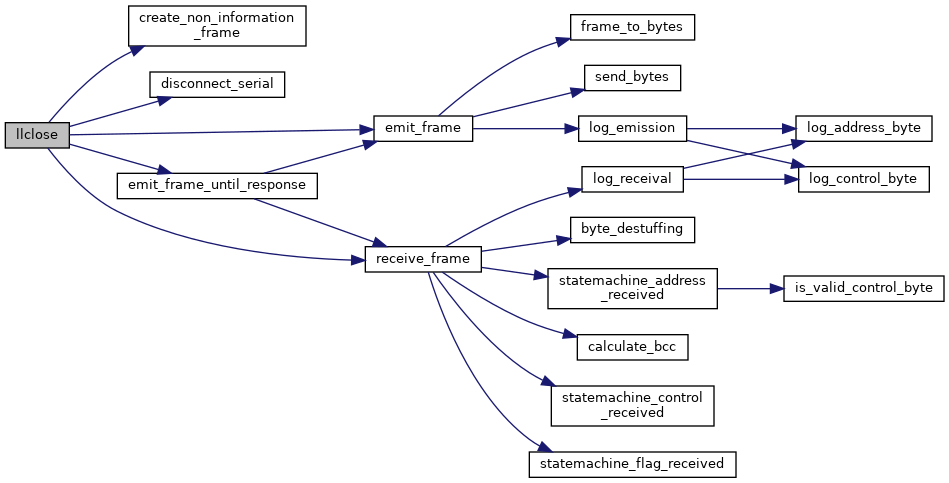 create_non_information
_frame
disconnect_serial
llclose
emit_frame_until_response
emit_frame
receive_frame
frame_to_bytes
send_bytes
log_emission
log_receival
byte_destuffing
statemachine_address
_received
calculate_bcc
statemachine_control
_received
statemachine_flag_received
log_address_byte
log_control_byte
is_valid_control_byte